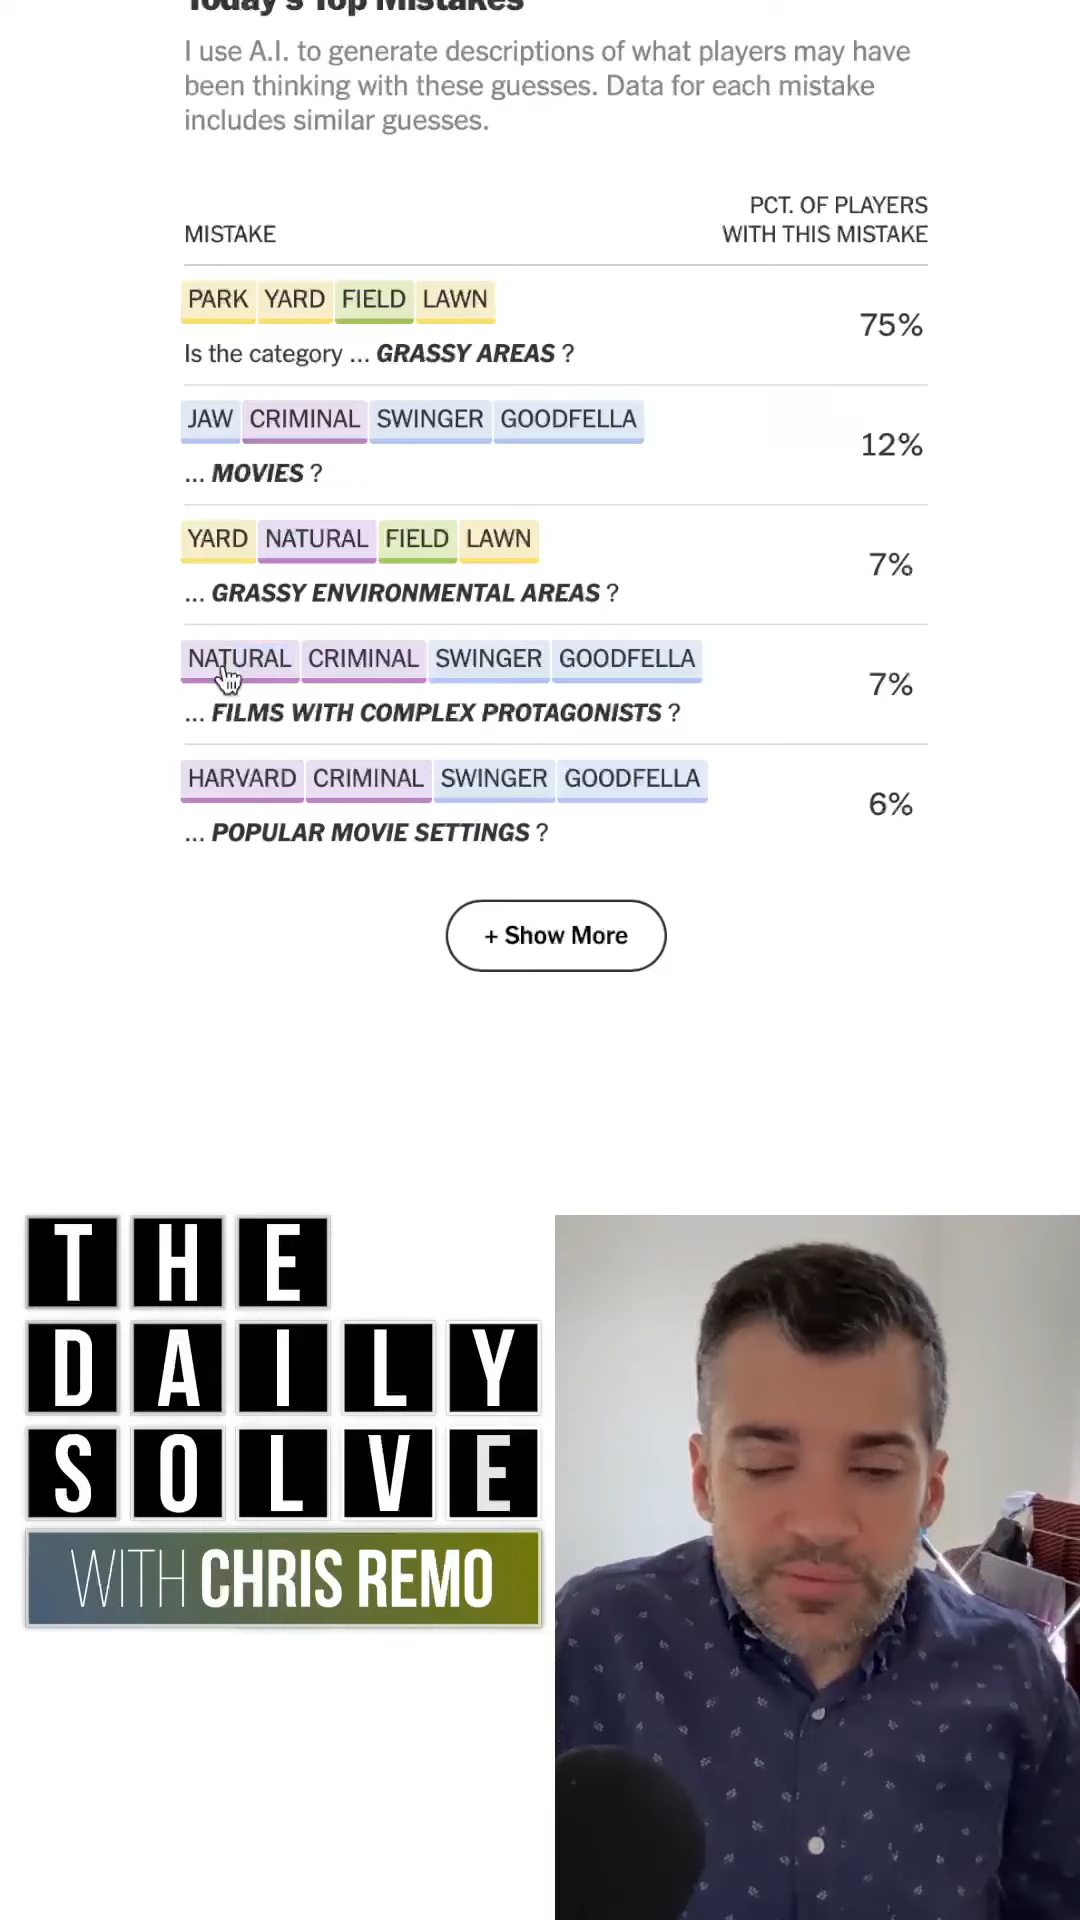 Today's Top Mistakes
I use A.I. to generate descriptions of what players may have
been thinking with these guesses. Data for each mistake
includes similar guesses.
PCT. OF PLAYERS
MISTAKE WITH THIS MISTAKE
PARK YARD FIELD LAWN
75%
Is the category ... GRASSY AREAS ?
JAW CRIMINAL SWINGER GOODFELLA
12%
... MOVIES ?
YARD NATURAL FIELD LAWN
7%
... GRASSY ENVIRONMENTAL AREAS ?
NATURAL CRIMINAL SWINGER GOODFELLA
7%
... FILMS WITH COMPLEX PROTAGONISTS ?
HARVARD CRIMINAL SWINGER GOODFELLA
6%
... POPULAR MOVIE SETTINGS ?
+ Show More
THE
DAILY
SOLVE
WITH CHRIS REMO